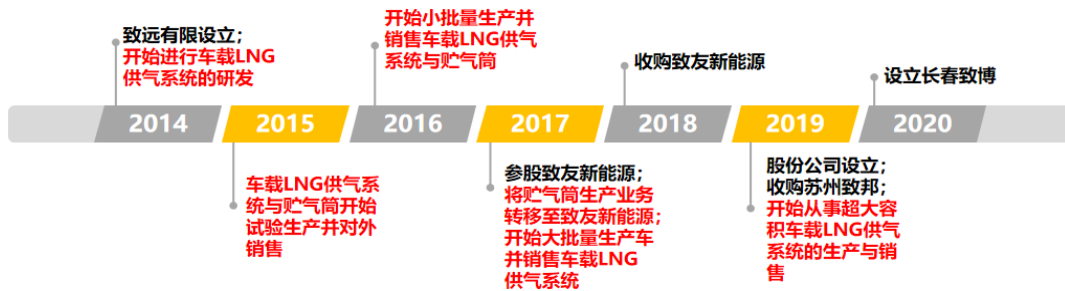 致远有限设立；
开始进行车载LNG
供气系统的研发
开始小批量生产并
销售车载LNG供气
系统与贮气筒
收购致友新能源
设立长春致博
2014
2015
2016
2017
2018
2019
2020
车载LNG供气系
统与贮气筒开始
试验生产并对外
销售
参股致友新能源；
将贮气筒生产业务
转移至致友新能源；
开始大批量生产车
并销售车载LNG
供气系统
股份公司设立；
收购苏州致邦；
开始从事超大容
积车载LNG供气
系统的生产与销
售